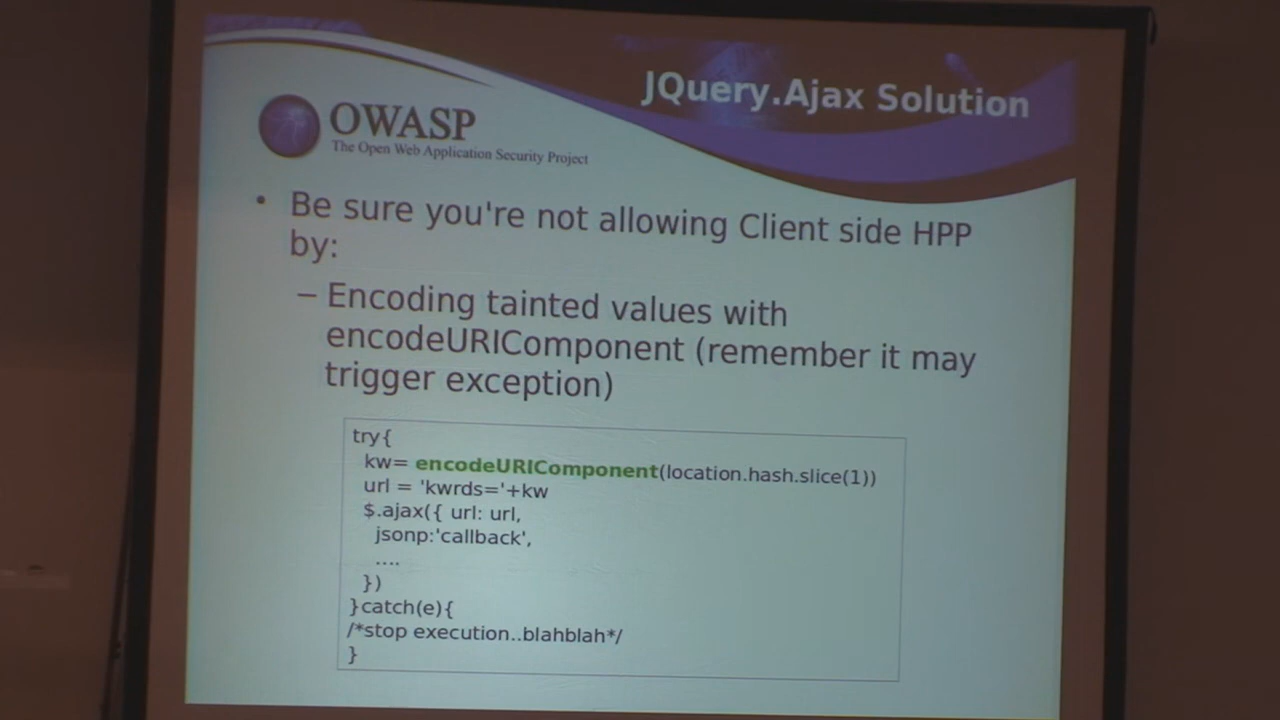 JQuery.Ajax Solution
OWASP
The Open Web Application Security Project
• Be sure you're not allowing Client side HPP
by:
– Encoding tainted values with
encodeURIComponent (remember it may
trigger exception)
try{
kw= encodeURIComponent(location.hash.slice(1))
url = 'kwrds='+kw
$.ajax({ url: url,
jsonp:'callback',
....
})
}catch(e){
/*stop execution..blahblah*/
}